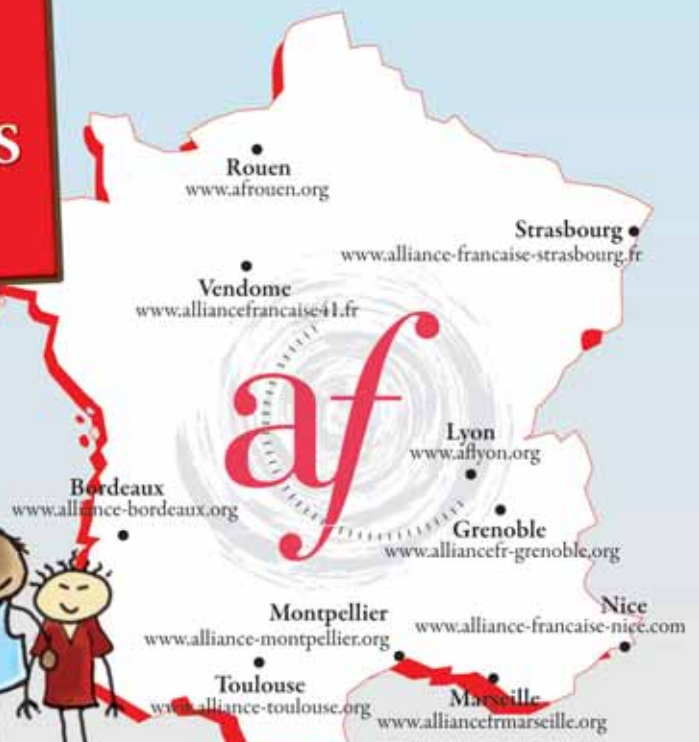 s
Rouen
www.afrouen.org
Strasbourg
www.alliance-francaise-strasbourg.fr
Vendome
www.alliancefrancaise41.fr
af
Lyon
www.aflyon.org
Bordeaux
www.alliance-bordeaux.org
Grenoble
www.alliancefr-grenoble.org
Nice
www.alliance-francaise-nice.com
Montpellier
www.alliance-montpellier.org
Toulouse
www.alliance-toulouse.org
Marseille
www.alliancefrmarseille.org